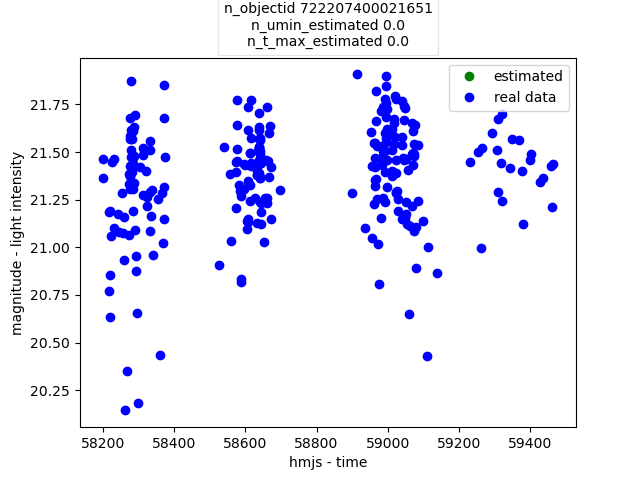 n_objectid 722207400021651
n_umin_estimated 0.0
n_t_max_estimated 0.0
estimated
real data
21.75
21.50
21.25
21.00
20.75
20.50
20.25
magnitude - light intensity
58200
58400
58600
58800
59000
59200
59400
hmjs - time